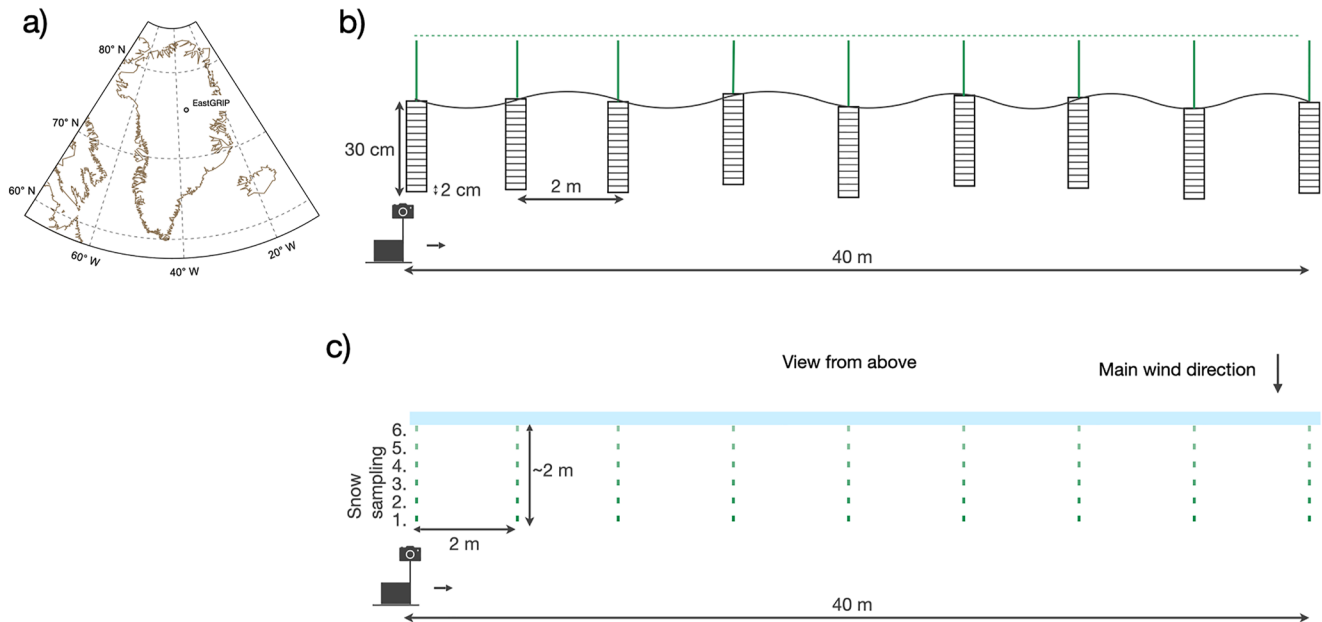 a)
80° N
EastGRIP
70° N
60° N
60° W
40° W
20° W
b)
30 cm
2 cm
2 m
40 m
c)
View from above
Main wind direction
Snow
sampling
6.
5.
4.
3.
2.
1.
~2 m
2 m
40 m